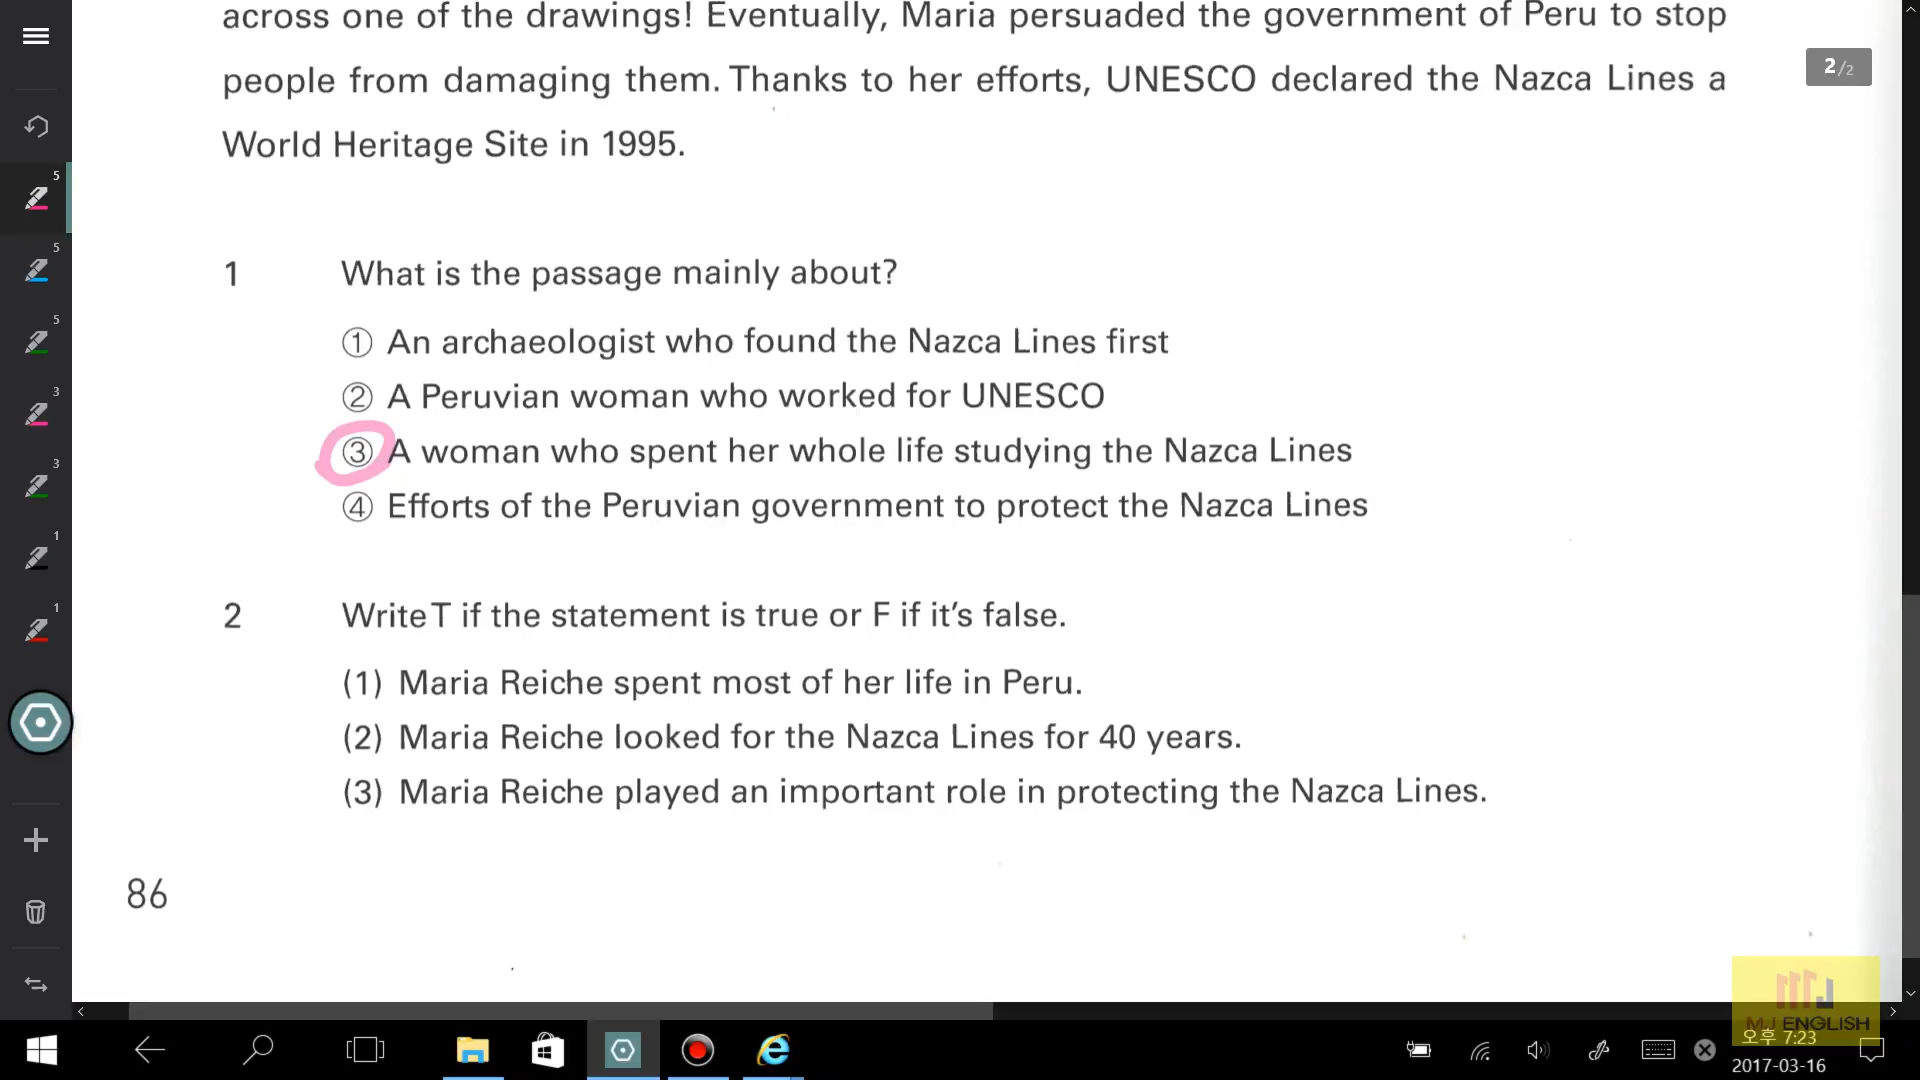 across one of the drawings! Eventually, Maria persuaded the government of Peru to stop
people from damaging them. Thanks to her efforts, UNESCO declared the Nazca Lines a
World Heritage Site in 1995.
2/2
1 What is the passage mainly about?
① An archaeologist who found the Nazca Lines first
② A Peruvian woman who worked for UNESCO
③ A woman who spent her whole life studying the Nazca Lines
④ Efforts of the Peruvian government to protect the Nazca Lines
2 Write T if the statement is true or F if it's false.
(1) Maria Reiche spent most of her life in Peru.
(2) Maria Reiche looked for the Nazca Lines for 40 years.
(3) Maria Reiche played an important role in protecting the Nazca Lines.
86
5
5
5
3
3
1
1
MJ ENGLISH
오후 7:23
2017-03-16